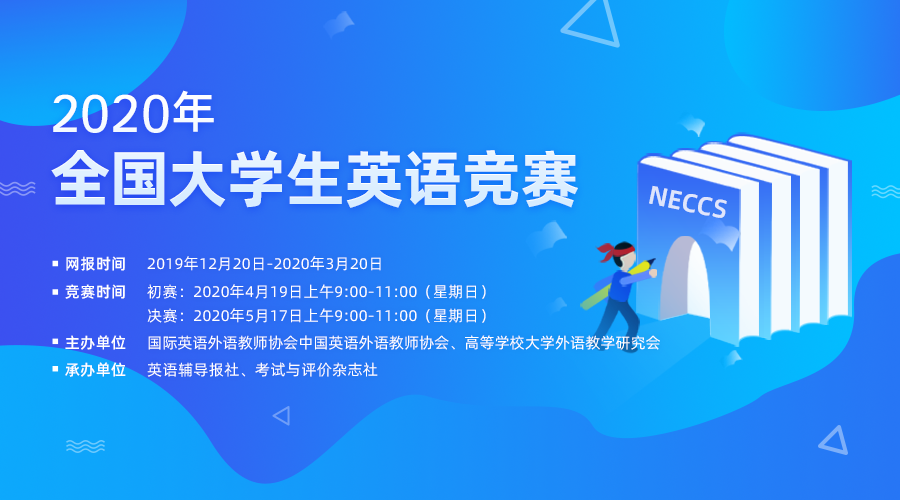 2020年
全国大学生英语竞赛
NECCS
网报时间 2019年12月20日-2020年3月20日
竞赛时间 初赛：2020年4月19日上午9:00-11:00（星期日）
决赛：2020年5月17日上午9:00-11:00（星期日）
主办单位 国际英语外语教师协会中国英语外语教师协会、高等学校大学外语教学研究会
承办单位 英语辅导报社、考试与评价杂志社